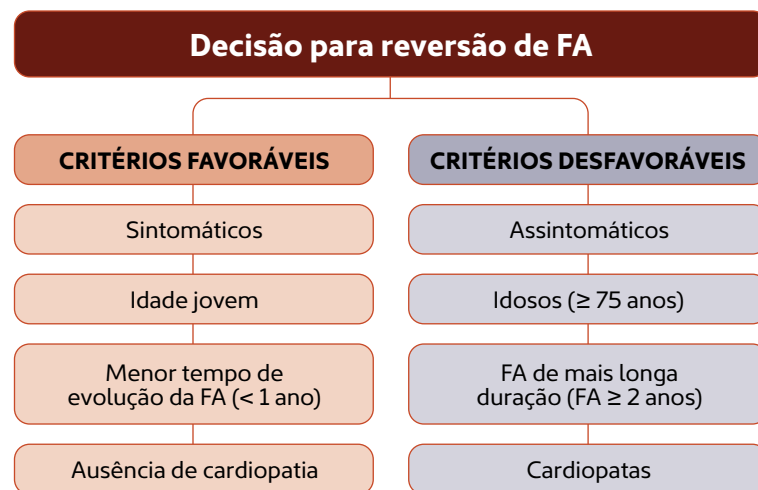 Decisão para reversão de FA
CRITÉRIOS FAVORÁVEIS
Sintomáticos
Idade jovem
Menor tempo de
evolução da FA (< 1 ano)
Ausência de cardiopatia
CRITÉRIOS DESFAVORÁVEIS
Assintomáticos
Idosos (≥ 75 anos)
FA de mais longa
duração (FA ≥ 2 anos)
Cardiopatas